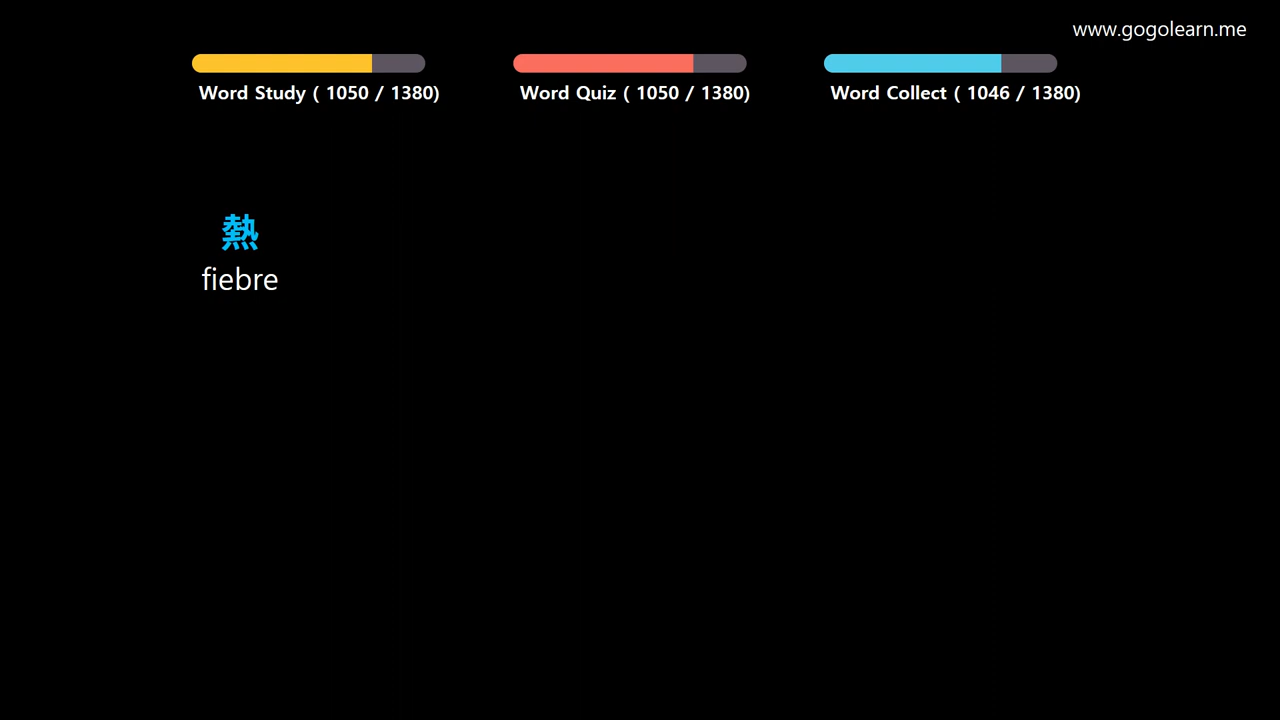 www.gogolearn.me
Word Study ( 1050 / 1380)
Word Quiz ( 1050 / 1380)
Word Collect ( 1046 / 1380)
熱
fiebre